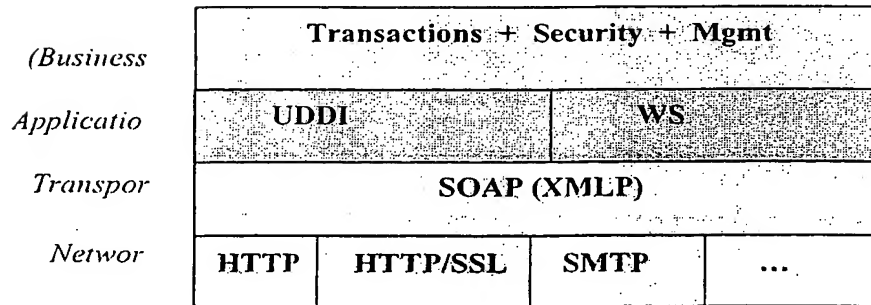 Transactions + Security + Mgmt
(Business
Applicatio
UDDI
WS
Transpor
SOAP (XMLP)
Networ
HTTP
HTTP/SSL
SMTP
...